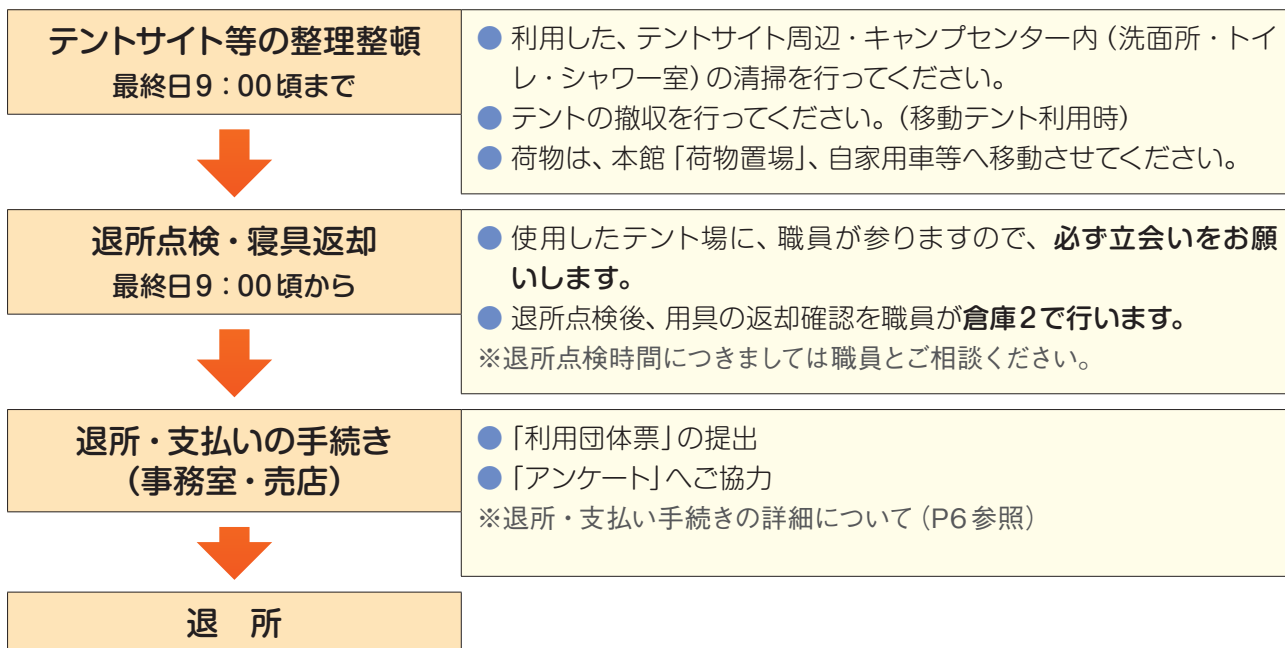 テントサイト等の整理整頓
最終日9：00頃まで
● 利用した、テントサイト周辺・キャンプセンター内（洗面所・トイ
レ・シャワー室）の清掃を行ってください。
● テントの撤収を行ってください。（移動テント利用時）
● 荷物は、本館「荷物置場」、自家用車等へ移動させてください。
退所点検・寝具返却
最終日9：00頃から
● 使用したテント場に、職員が参りますので、必ず立会いをお願
いします。
● 退所点検後、用具の返却確認を職員が倉庫2で行います。
※退所点検時間につきましては職員とご相談ください。
退所・支払いの手続き
（事務室・売店）
● 「利用団体票」の提出
● 「アンケート」へご協力
※退所・支払い手続きの詳細について（P6参照）
退　所